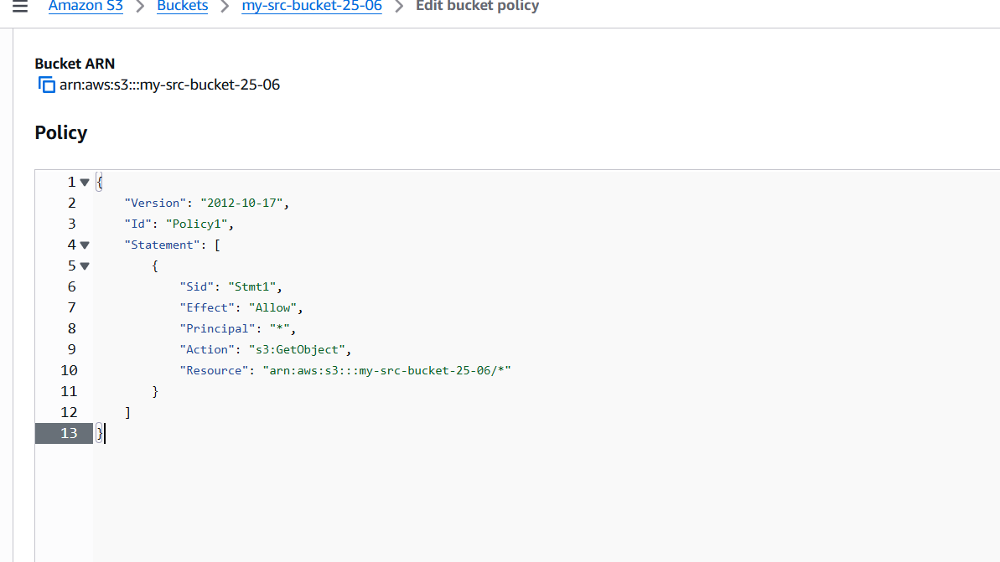 Amazon S3 > Buckets > my-src-bucket-25-06 > Edit bucket policy
Bucket ARN
arn:aws:s3:::my-src-bucket-25-06
Policy
1 {
2     "Version": "2012-10-17",
3     "Id": "Policy1",
4     "Statement": [
5         {
6             "Sid": "Stmt1",
7             "Effect": "Allow",
8             "Principal": "*",
9             "Action": "s3:GetObject",
10             "Resource": "arn:aws:s3:::my-src-bucket-25-06/*"
11         }
12     ]
13 }